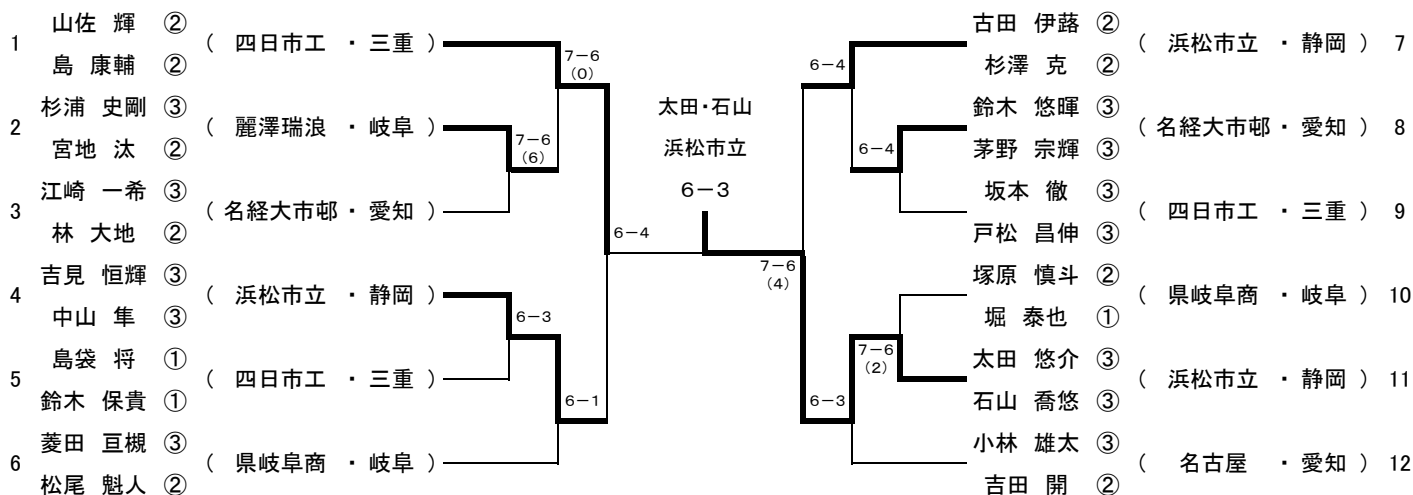 山佐 輝 ②
1 ( 四日市工 ・ 三重 )
島 康輔 ②
杉浦 史剛 ③
2 ( 麗澤瑞浪 ・ 岐阜 )
宮地 汰 ②
江崎 一希 ③
3 ( 名経大市邨 ・ 愛知 )
林 大地 ②
吉見 恒輝 ③
4 ( 浜松市立 ・ 静岡 )
中山 隼 ③
島袋 将 ①
5 ( 四日市工 ・ 三重 )
鈴木 保貴 ①
菱田 亘槻 ③
6 ( 県岐阜商 ・ 岐阜 )
松尾 魁人 ②
7-6
(0)
7-6
(6)
6-4
6-3
6-1
太田・石山
浜松市立
6-3
7-6
(4)
6-4
6-4
7-6
(2)
6-3
古田 伊蕗 ②
( 浜松市立 ・ 静岡 ) 7
杉澤 克 ②
鈴木 悠暉 ③
( 名経大市邨 ・ 愛知 ) 8
茅野 宗輝 ③
坂本 徹 ③
( 四日市工 ・ 三重 ) 9
戸松 昌伸 ③
塚原 慎斗 ②
( 県岐阜商 ・ 岐阜 ) 10
堀 泰也 ①
太田 悠介 ③
( 浜松市立 ・ 静岡 ) 11
石山 喬悠 ③
小林 雄太 ③
( 名古屋 ・ 愛知 ) 12
吉田 開 ②